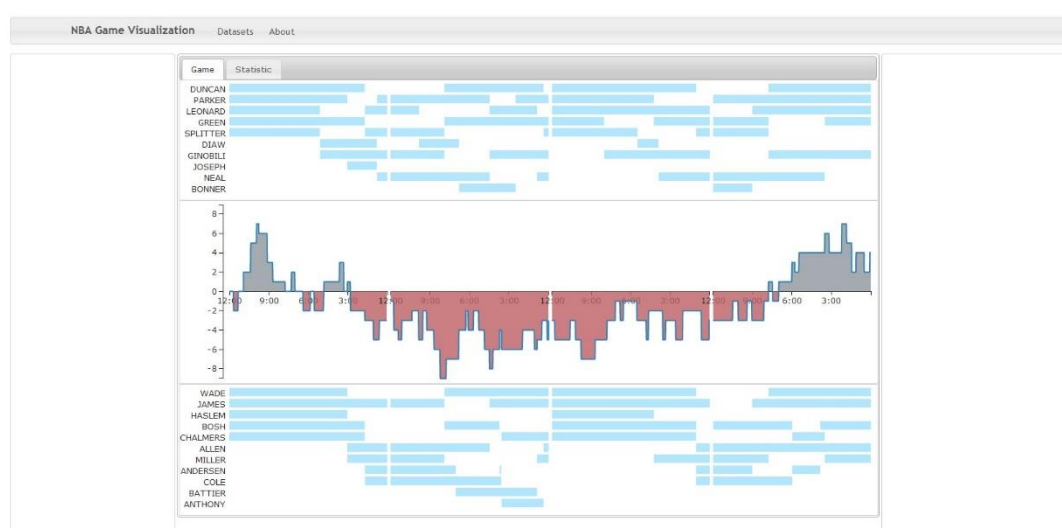 NBA Game Visualization Datasets About
Game Statistic
DUNCAN
PARKER
LEONARD
GREEN
SPLITTER
DIAW
GINOBILI
JOSEPH
NEAL
BONNER
8
6
4
2
0
12:00 9:00 6:00 3:00 12:00 9:00 6:00 3:00 12:00 9:00 6:00 3:00 12:00 9:00 6:00 3:00
-2
-4
-6
-8
WADE
JAMES
HASLEM
BOSH
CHALMERS
ALLEN
MILLER
ANDERSEN
COLE
BATTIER
ANTHONY